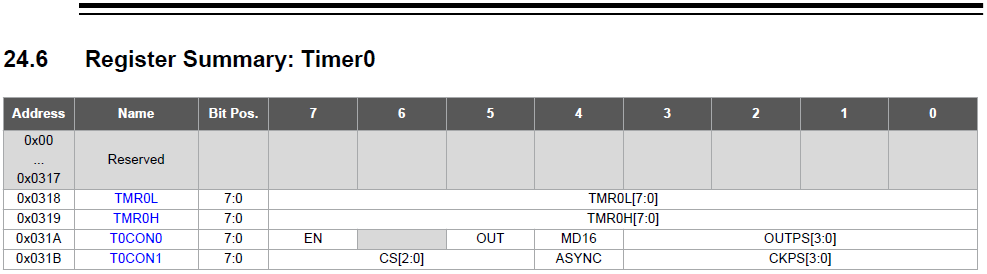 24.6 Register Summary: Timer0
Address Name Bit Pos. 7 6 5 4 3 2 1 0
0x00
... Reserved
0x0317
0x0318 TMR0L 7:0 TMR0L[7:0]
0x0319 TMR0H 7:0 TMR0H[7:0]
0x031A T0CON0 7:0 EN OUT MD16 OUTPS[3:0]
0x031B T0CON1 7:0 CS[2:0] ASYNC CKPS[3:0]